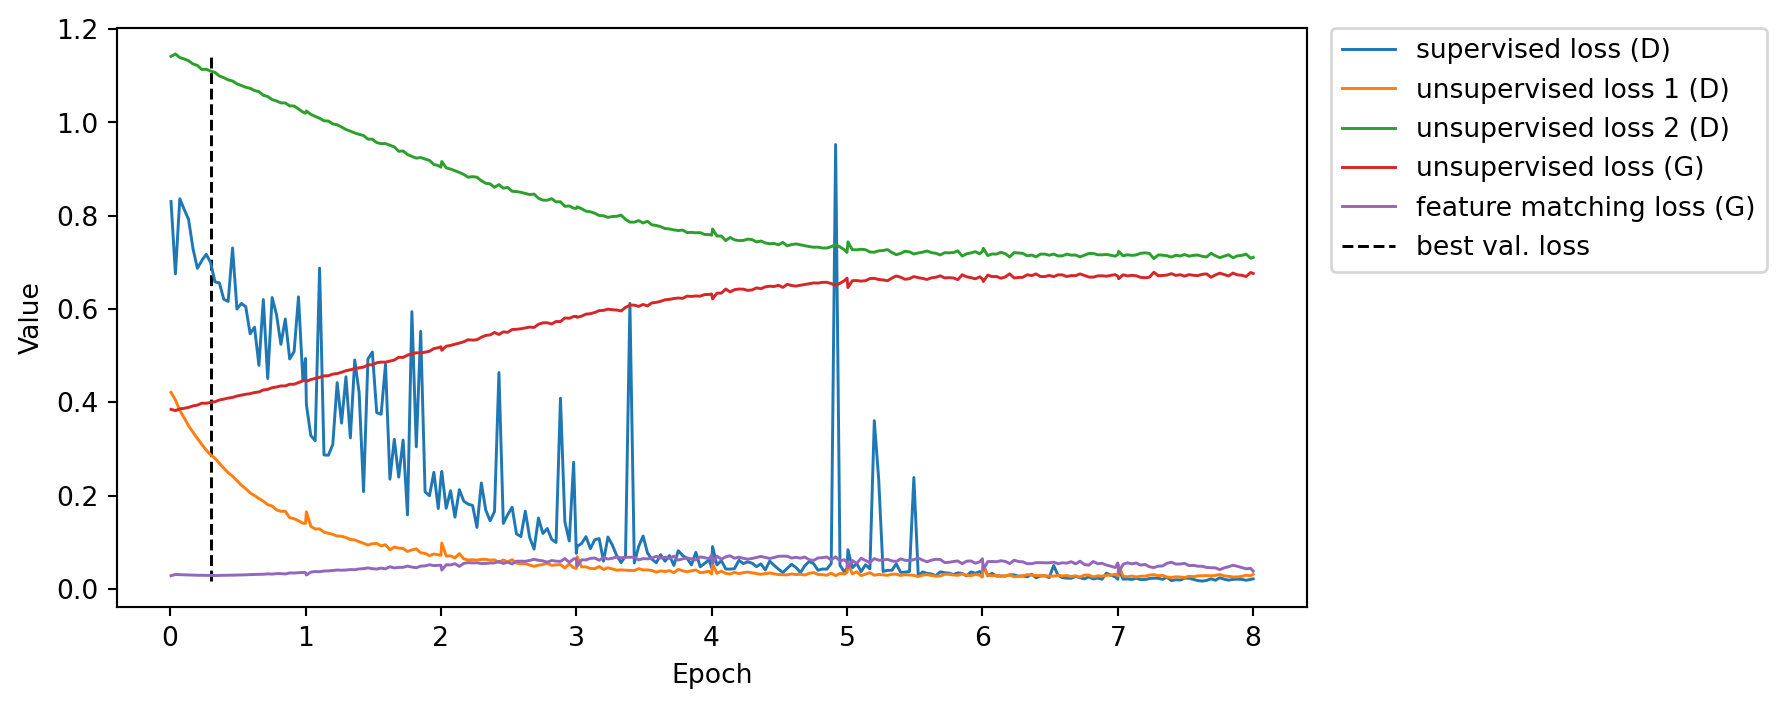 1.2
1.0
0.8
0.6
0.4
0.2
0.0
Value
0 1 2 3 4 5 6 7 8
Epoch
supervised loss (D)
unsupervised loss 1 (D)
unsupervised loss 2 (D)
unsupervised loss (G)
feature matching loss (G)
best val. loss